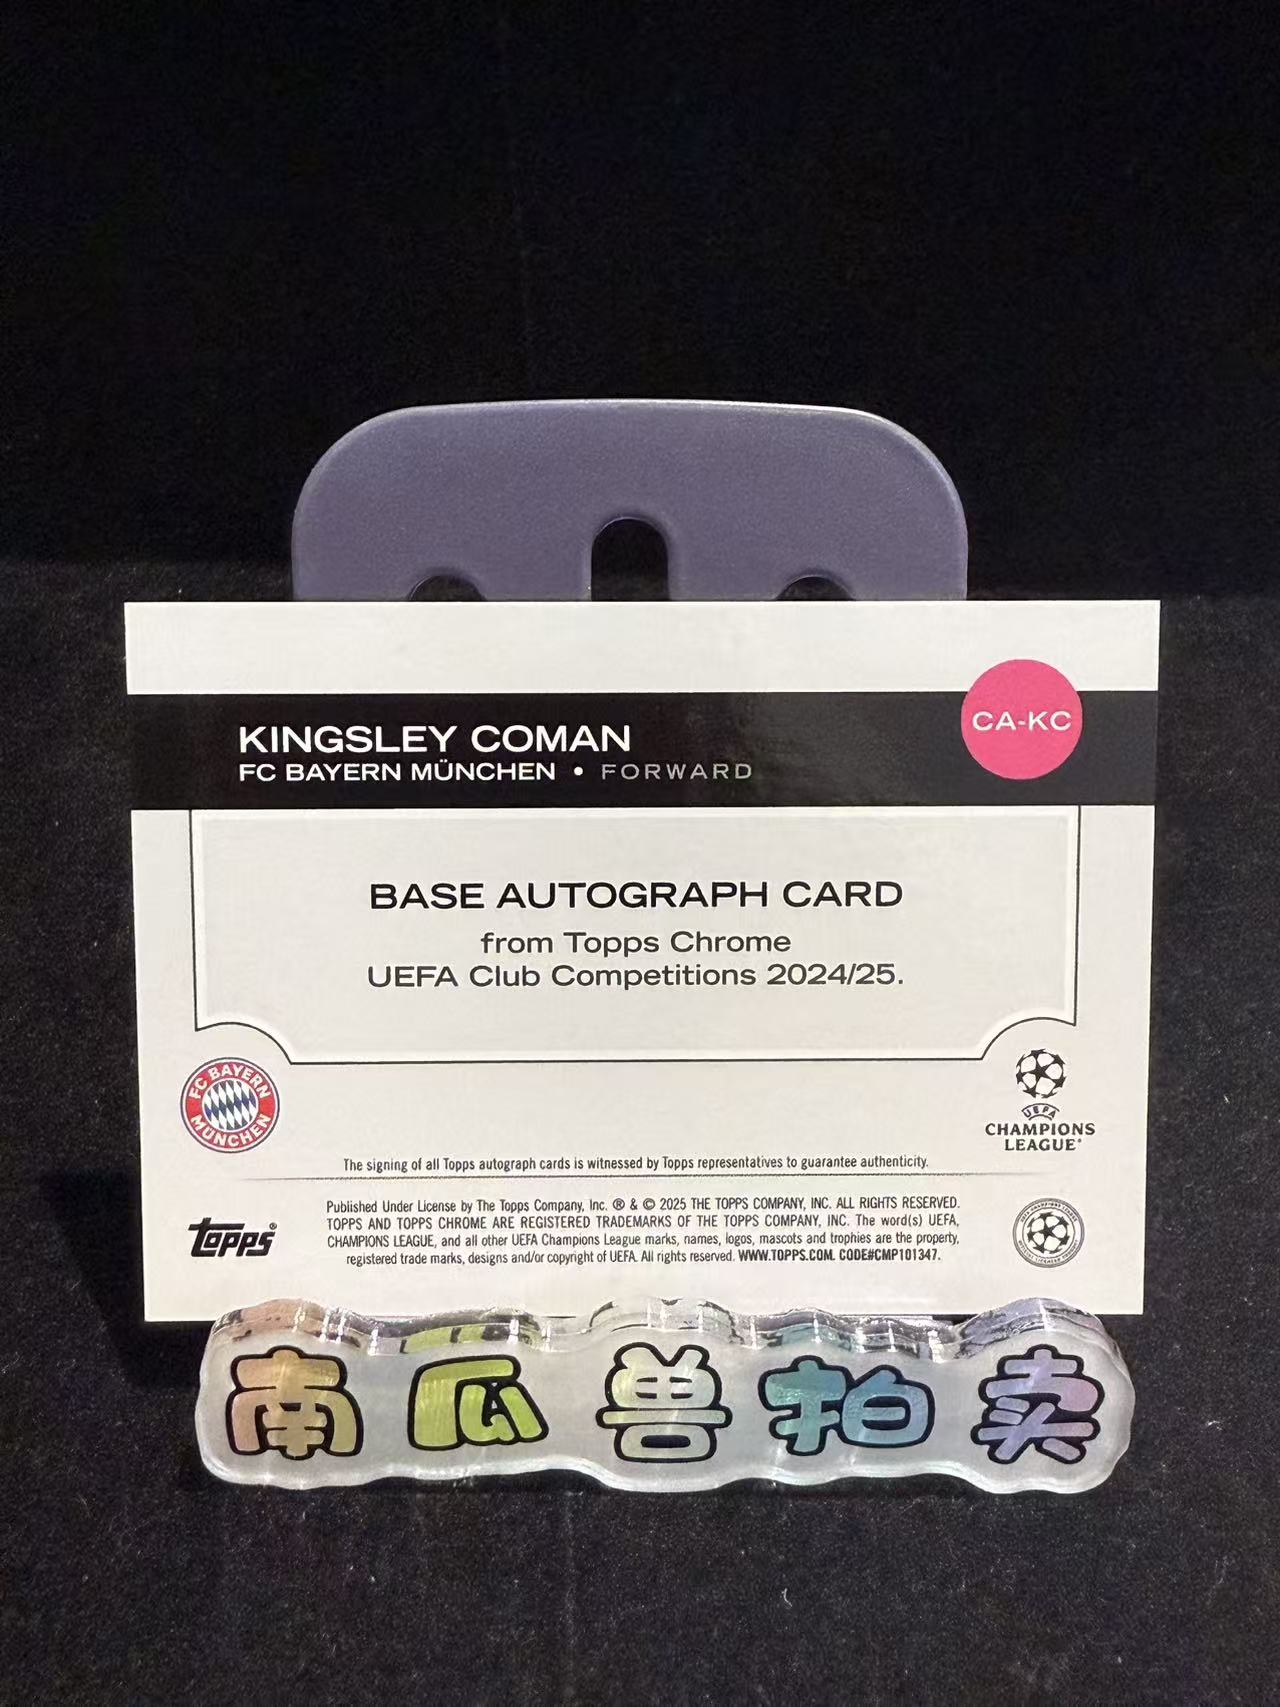 KINGSLEY COMAN
FC BAYERN MÜNCHEN • FORWARD
CA-KC
BASE AUTOGRAPH CARD
from Topps Chrome
UEFA Club Competitions 2024/25.
FC BAYERN
MÜNCHEN
UEFA
CHAMPIONS
LEAGUE®
The signing of all Topps autograph cards is witnessed by Topps representatives to guarantee authenticity.
topps®
Published Under License by The Topps Company, Inc. ® & © 2025 THE TOPPS COMPANY, INC. ALL RIGHTS RESERVED.
TOPPS AND TOPPS CHROME ARE REGISTERED TRADEMARKS OF THE TOPPS COMPANY, INC. The word(s) UEFA,
CHAMPIONS LEAGUE, and all other UEFA Champions League marks, names, logos, mascots and trophies are the property,
registered trade marks, designs and/or copyright of UEFA. All rights reserved. WWW.TOPPS.COM. CODE#CMP101347.
南瓜兽拍卖